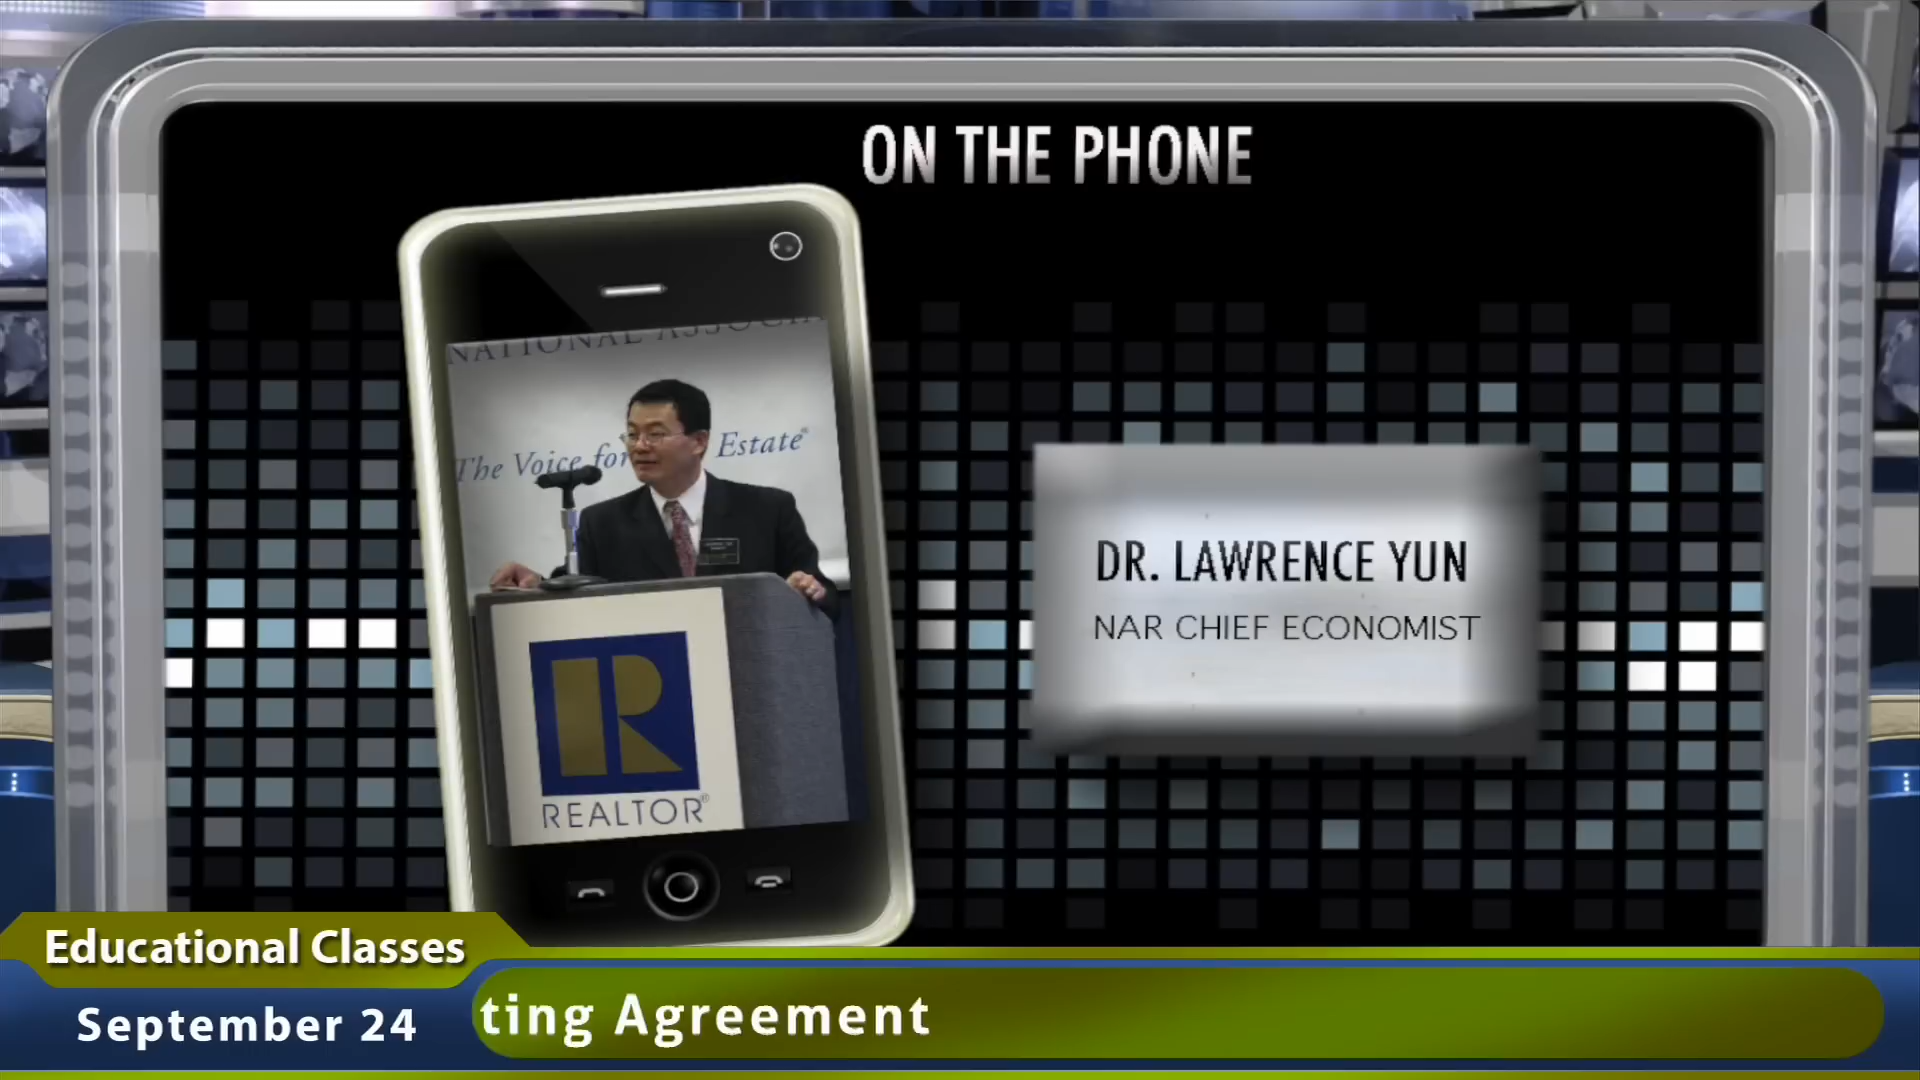 ON THE PHONE
NATIONAL ASSOCIA
The Voice for
Estate®
R
REALTOR®
DR. LAWRENCE YUN
NAR CHIEF ECONOMIST
Educational Classes
September 24
ting Agreement